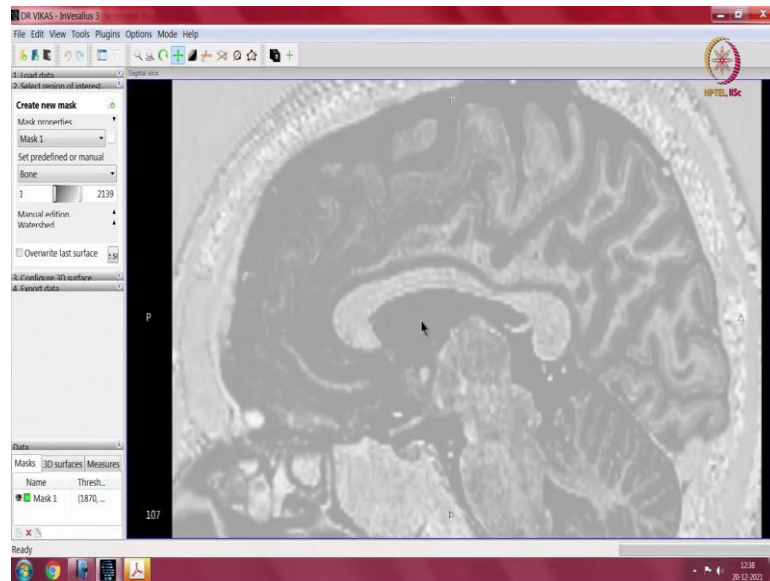 DR VIKAS - InVesalius 3
File Edit View Tools Plugins Options Mode Help
NPTEL, IISc
1. Load data
Sagital slice
2. Select region of interest
Create new mask
Mask properties
Mask 1
Set predefined or manual
Bone
1 2139
Manual edition
Watershed
Overwrite last surface
3. Configure 3D surface
4. Export data
T
P
A
107
Data
Masks 3D surfaces Measures
Name Thresh...
Mask 1 (1870, ...
Ready
12:38
20-12-2021